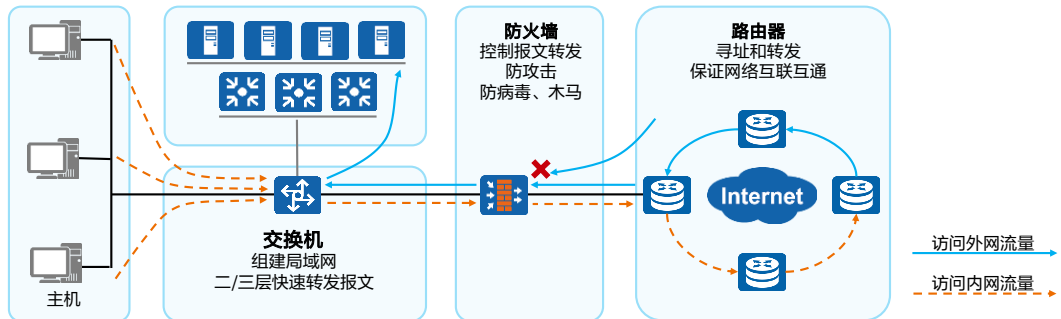 主机
交换机
组建局域网
二/三层快速转发报文
防火墙
控制报文转发
防攻击
防病毒、木马
路由器
寻址和转发
保证网络互联互通
Internet
访问外网流量
访问内网流量